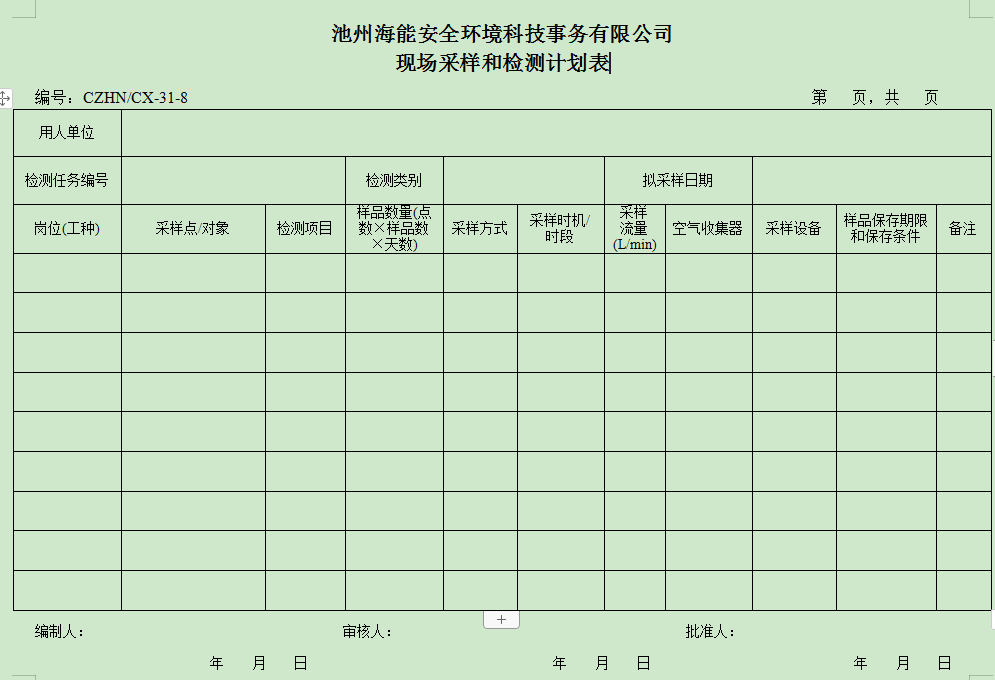 池州海能安全环境科技事务有限公司
现场采样和检测计划表
编号：CZHN/CX-31-8 第 页，共 页
用人单位
检测任务编号 检测类别 拟采样日期
岗位(工种) 采样点/对象 检测项目 样品数量(点数×样品数×天数) 采样方式 采样时机/时段 采样流量(L/min) 空气收集器 采样设备 样品保存期限和保存条件 备注
编制人： 审核人： 批准人：
年 月 日 年 月 日 年 月 日